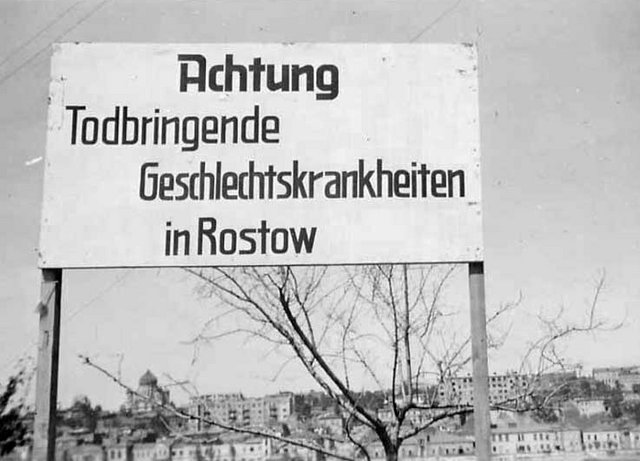 Achtung
Todbringende
Geschlechtskrankheiten
in Rostow